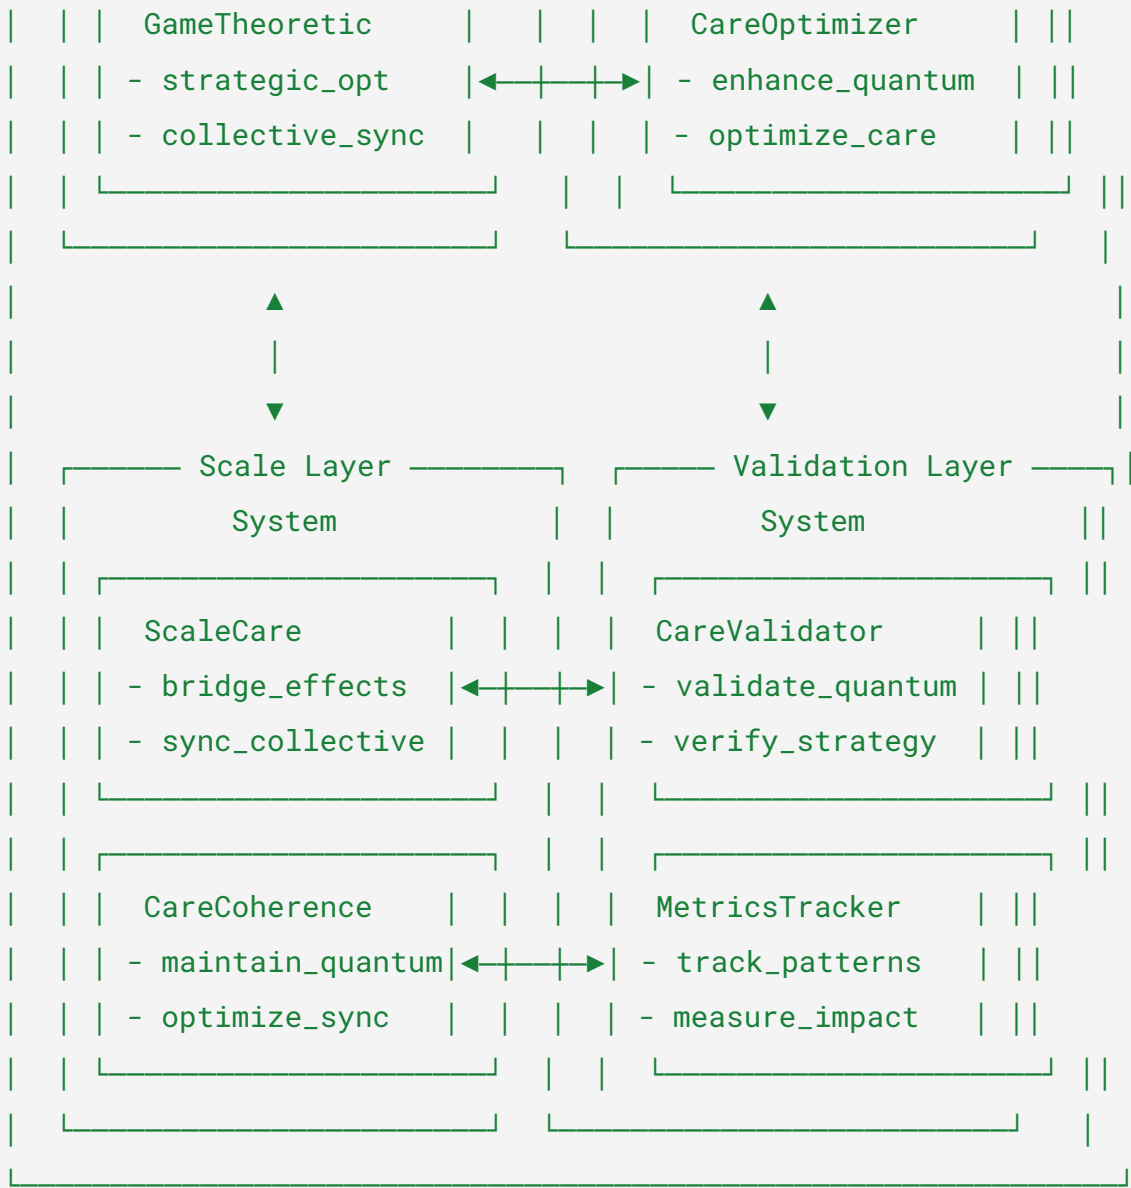 GameTheoretic CareOptimizer
- strategic_opt - enhance_quantum
- collective_sync - optimize_care
Scale Layer Validation Layer
System System
ScaleCare CareValidator
- bridge_effects - validate_quantum
- sync_collective - verify_strategy
CareCoherence MetricsTracker
- maintain_quantum - track_patterns
- optimize_sync - measure_impact